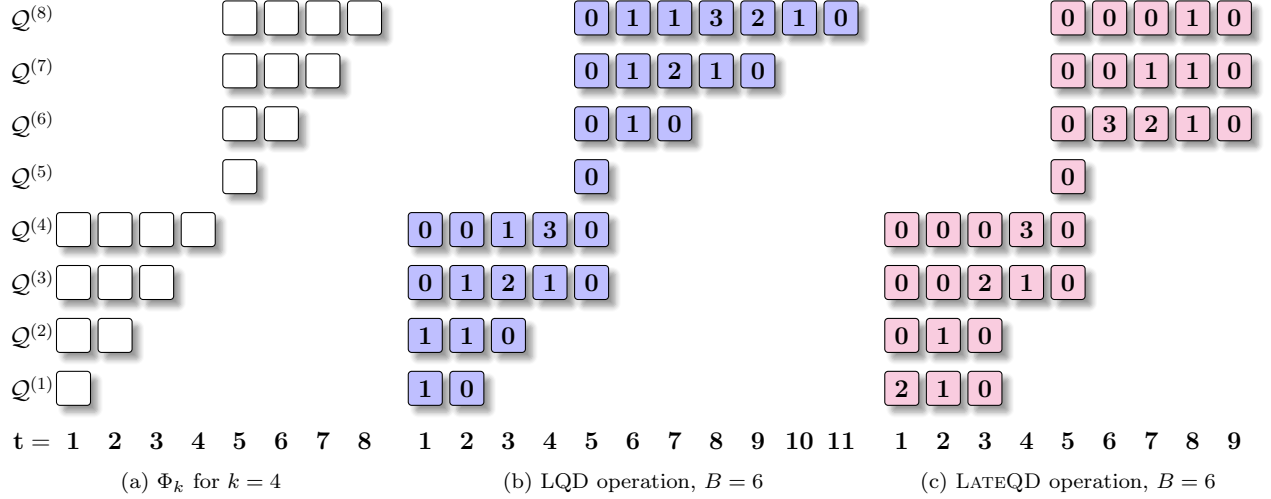 𝒬⁽⁸⁾ 0 1 1 3 2 1 0 0 0 0 1 0
𝒬⁽⁷⁾ 0 1 2 1 0 0 0 1 1 0
𝒬⁽⁶⁾ 0 1 0 0 3 2 1 0
𝒬⁽⁵⁾ 0 0
𝒬⁽⁴⁾ 0 0 1 3 0 0 0 0 3 0
𝒬⁽³⁾ 0 1 2 1 0 0 0 2 1 0
𝒬⁽²⁾ 1 1 0 0 1 0
𝒬⁽¹⁾ 1 0 2 1 0
t = 1 2 3 4 5 6 7 8 1 2 3 4 5 6 7 8 9 10 11 1 2 3 4 5 6 7 8 9
(a) Φₖ for k = 4 (b) LQD operation, B = 6 (c) LATEQD operation, B = 6